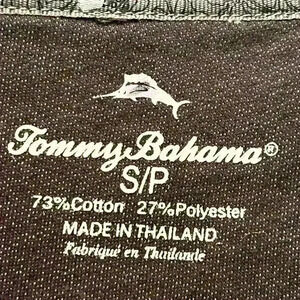 Tommy Bahama®
S/P
73% Cotton 27% Polyester
MADE IN THAILAND
Fabriqué en Thaïlande